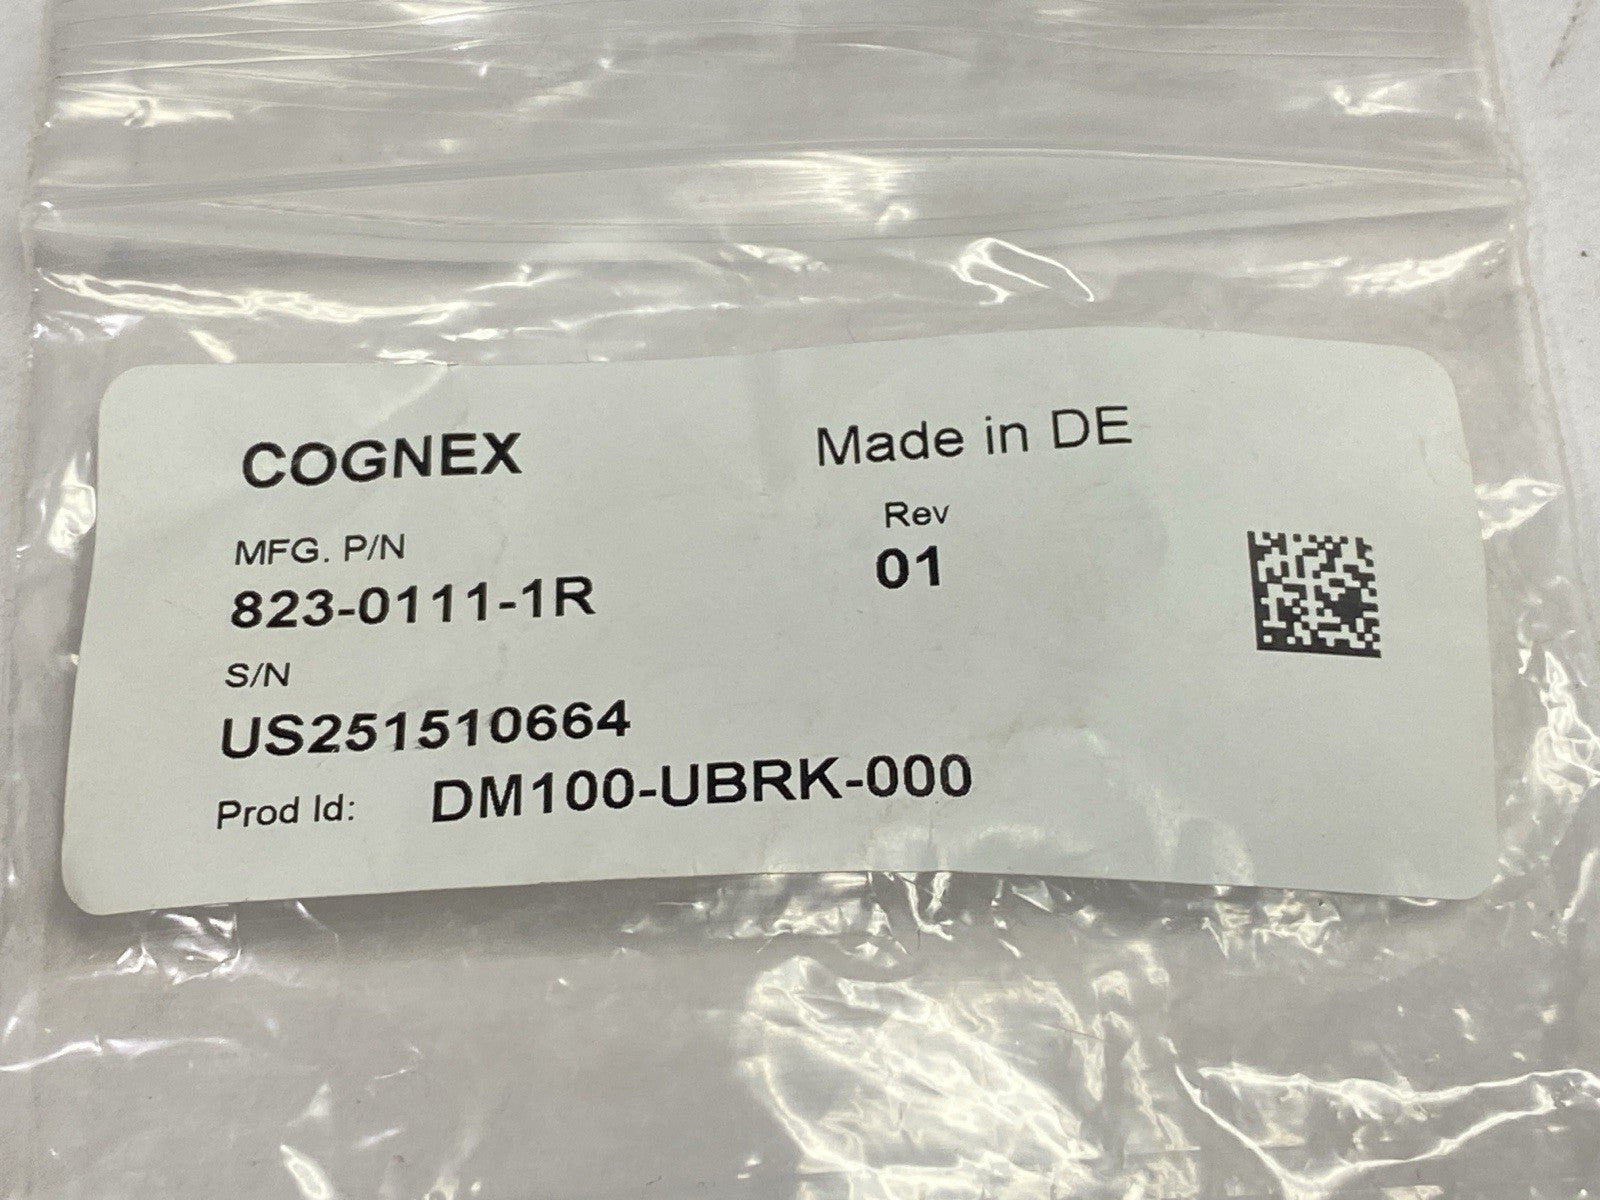 COGNEX
Made in DE
MFG. P/N
Rev
823-0111-1R
01
S/N
US251510664
Prod Id: DM100-UBRK-000